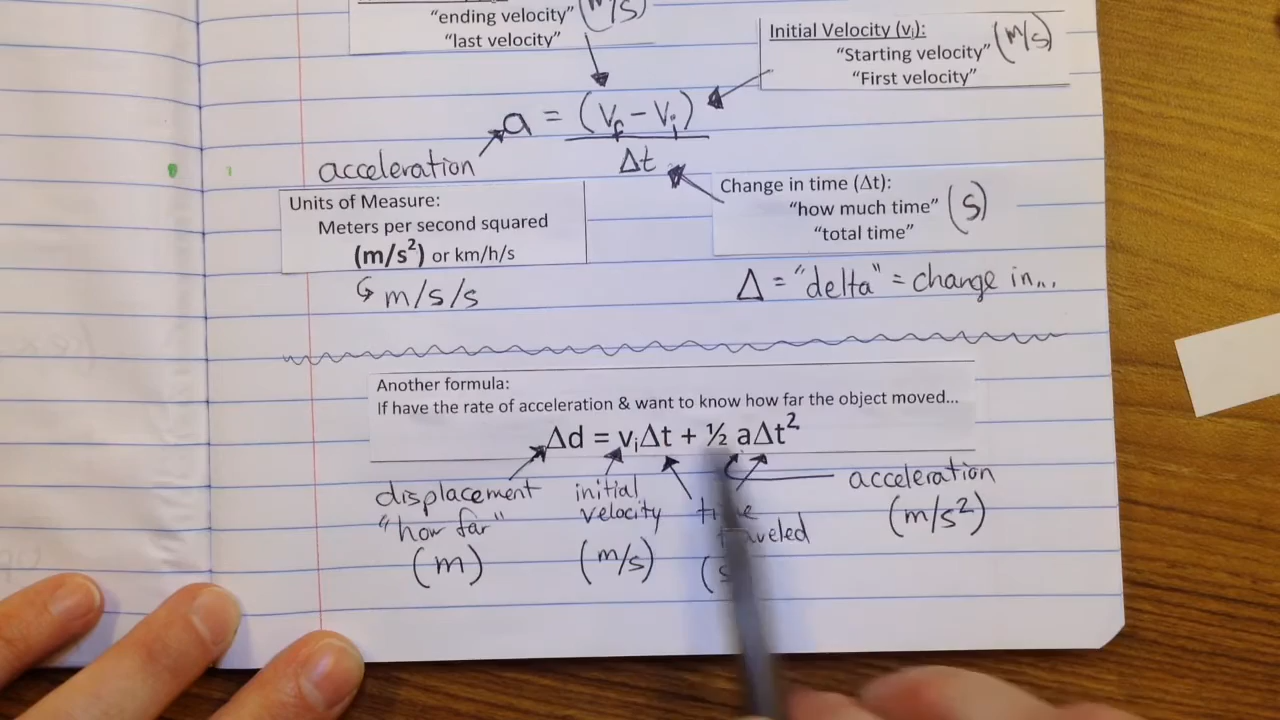 "ending velocity" (m/s)
"last velocity"
Initial Velocity (vᵢ):
"Starting velocity" (m/s)
"First velocity"
a = (Vf - Vi)
Δt
acceleration
Units of Measure:
Meters per second squared
(m/s²) or km/h/s
↳ m/s/s
Change in time (Δt):
"how much time" (s)
"total time"
Δ = "delta" = change in...
Another formula:
If have the rate of acceleration & want to know how far the object moved...
Δd = vᵢΔt + ½ aΔt²
displacement
"how far"
(m)
initial
velocity
(m/s)
time
(s
acceleration
(m/s²)